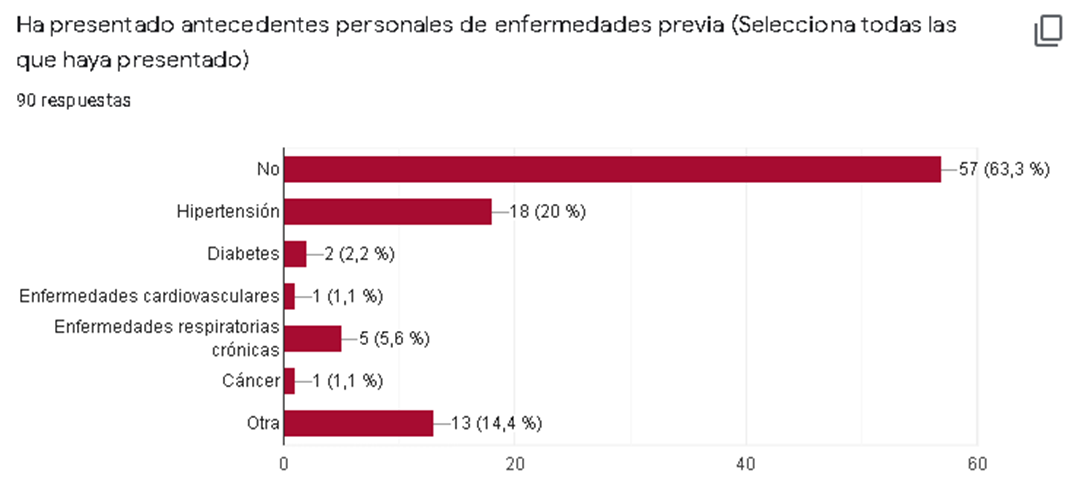 Ha presentado antecedentes personales de enfermedades previa (Selecciona todas las
que haya presentado)
90 respuestas
No
57 (63,3 %)
Hipertensión
18 (20 %)
Diabetes
2 (2,2 %)
Enfermedades cardiovasculares
1 (1,1 %)
Enfermedades respiratorias
crónicas
5 (5,6 %)
Cáncer
1 (1,1 %)
Otra
13 (14,4 %)
0
20
40
60